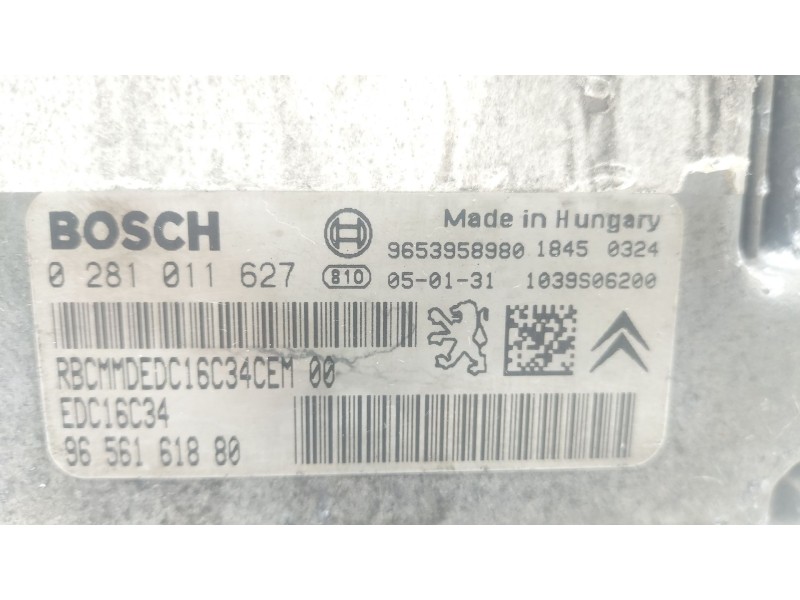 BOSCH
Made in Hungary
9653958980 1845 0324
0 281 011 627 810 05-01-31 1039S06200
RBCMMDEDC16C34CEM 00
EDC16C34
96 561 618 80